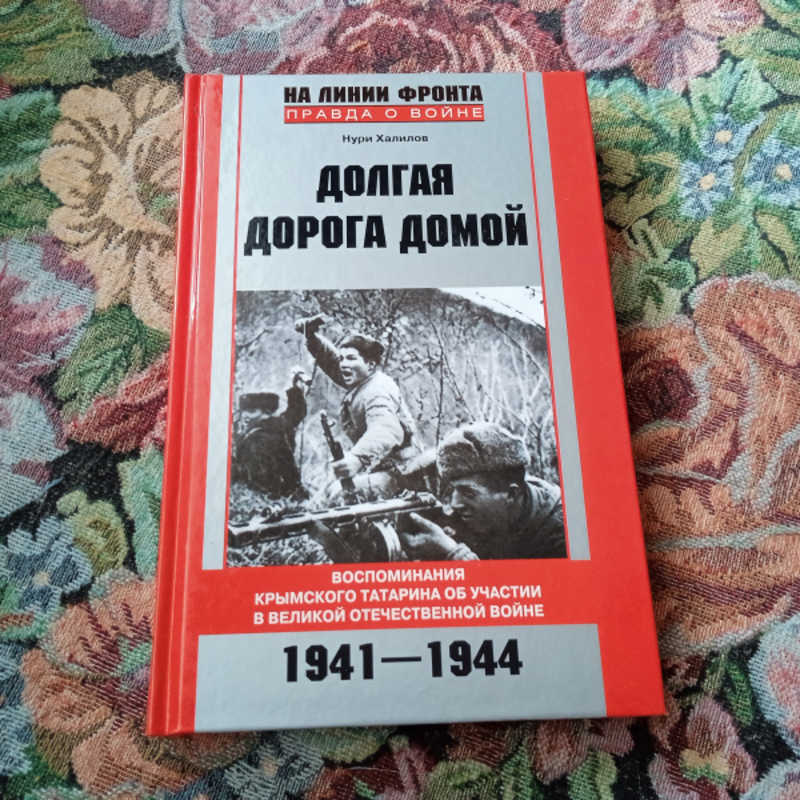 НА ЛИНИИ ФРОНТА
ПРАВДА О ВОЙНЕ
Нури Халилов
ДОЛГАЯ
ДОРОГА ДОМОЙ
ВОСПОМИНАНИЯ
КРЫМСКОГО ТАТАРИНА ОБ УЧАСТИИ
В ВЕЛИКОЙ ОТЕЧЕСТВЕННОЙ ВОЙНЕ
1941—1944